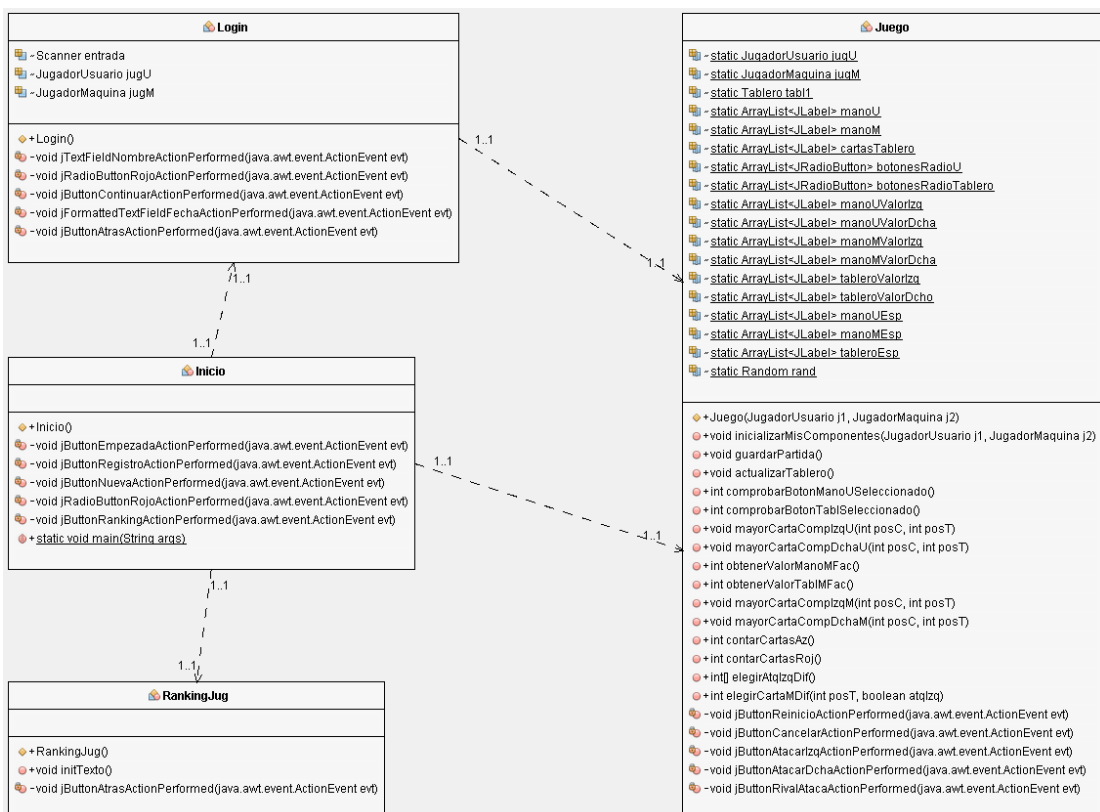 Login
~Scanner entrada
~JugadorUsuario jugU
~JugadorMaquina jugM
+Login()
-void jTextFieldNombreActionPerformed(java.awt.event.ActionEvent evt)
-void jRadioButtonRojoActionPerformed(java.awt.event.ActionEvent evt)
-void jButtonContinuarActionPerformed(java.awt.event.ActionEvent evt)
-void jFormattedTextFieldFechaActionPerformed(java.awt.event.ActionEvent evt)
-void jButtonAtrasActionPerformed(java.awt.event.ActionEvent evt)
1..1
1..1
1..1
1..1
Inicio
+Inicio()
-void jButtonEmpezadaActionPerformed(java.awt.event.ActionEvent evt)
-void jButtonRegistroActionPerformed(java.awt.event.ActionEvent evt)
-void jButtonNuevaActionPerformed(java.awt.event.ActionEvent evt)
-void jRadioButtonRojoActionPerformed(java.awt.event.ActionEvent evt)
-void jButtonRankingActionPerformed(java.awt.event.ActionEvent evt)
+static void main(String args)
1..1
1..1
1..1
1..1
RankingJug
+RankingJug()
+void initTexto()
-void jButtonAtrasActionPerformed(java.awt.event.ActionEvent evt)
Juego
~static JugadorUsuario jugU
~static JugadorMaquina jugM
~static Tablero tabl1
~static ArrayList<JLabel> manoU
~static ArrayList<JLabel> manoM
~static ArrayList<JLabel> cartasTablero
~static ArrayList<JRadioButton> botonesRadioU
~static ArrayList<JRadioButton> botonesRadioTablero
~static ArrayList<JLabel> manoUValorIzq
~static ArrayList<JLabel> manoUValorDcha
~static ArrayList<JLabel> manoMValorIzq
~static ArrayList<JLabel> manoMValorDcha
~static ArrayList<JLabel> tableroValorIzq
~static ArrayList<JLabel> tableroValorDcho
~static ArrayList<JLabel> manoUEsp
~static ArrayList<JLabel> manoMEsp
~static ArrayList<JLabel> tableroEsp
~static Random rand
+Juego(JugadorUsuario j1, JugadorMaquina j2)
+void inicializarMisComponentes(JugadorUsuario j1, JugadorMaquina j2)
+void guardarPartida()
+void actualizarTablero()
+int comprobarBotonManoUSeleccionado()
+int comprobarBotonTablSeleccionado()
+void mayorCartaCompIzqU(int posC, int posT)
+void mayorCartaCompDchaU(int posC, int posT)
+int obtenerValorManoMFac()
+int obtenerValorTablMFac()
+void mayorCartaCompIzqM(int posC, int posT)
+void mayorCartaCompDchaM(int posC, int posT)
+int contarCartasAz()
+int contarCartasRoj()
+int[] elegirAtqIzqDif()
+int elegirCartaMDif(int posT, boolean atqIzq)
-void jButtonReinicioActionPerformed(java.awt.event.ActionEvent evt)
-void jButtonCancelarActionPerformed(java.awt.event.ActionEvent evt)
-void jButtonAtacarIzqActionPerformed(java.awt.event.ActionEvent evt)
-void jButtonAtacarDchaActionPerformed(java.awt.event.ActionEvent evt)
-void jButtonRivalAtacaActionPerformed(java.awt.event.ActionEvent evt)